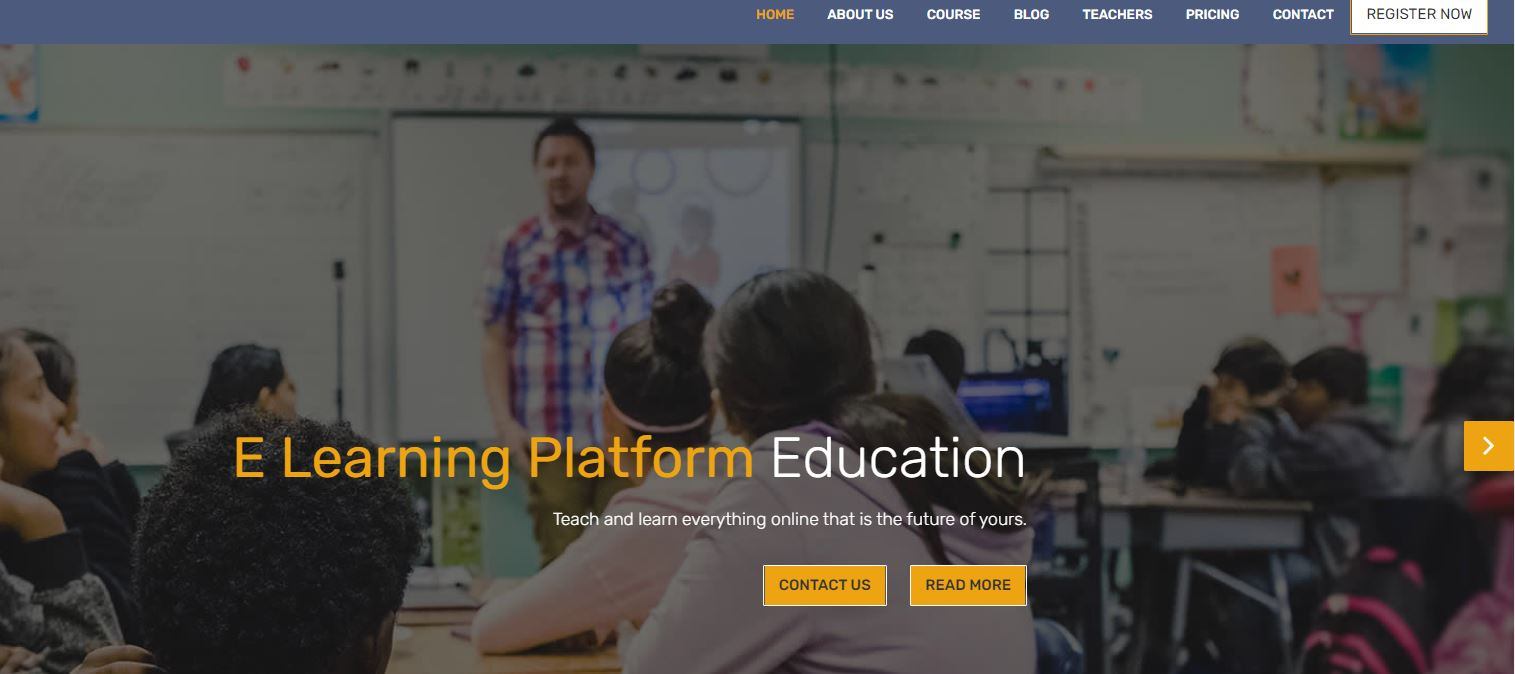 HOME ABOUT US COURSE BLOG TEACHERS PRICING CONTACT REGISTER NOW
E Learning Platform Education
Teach and learn everything online that is the future of yours.
CONTACT US READ MORE